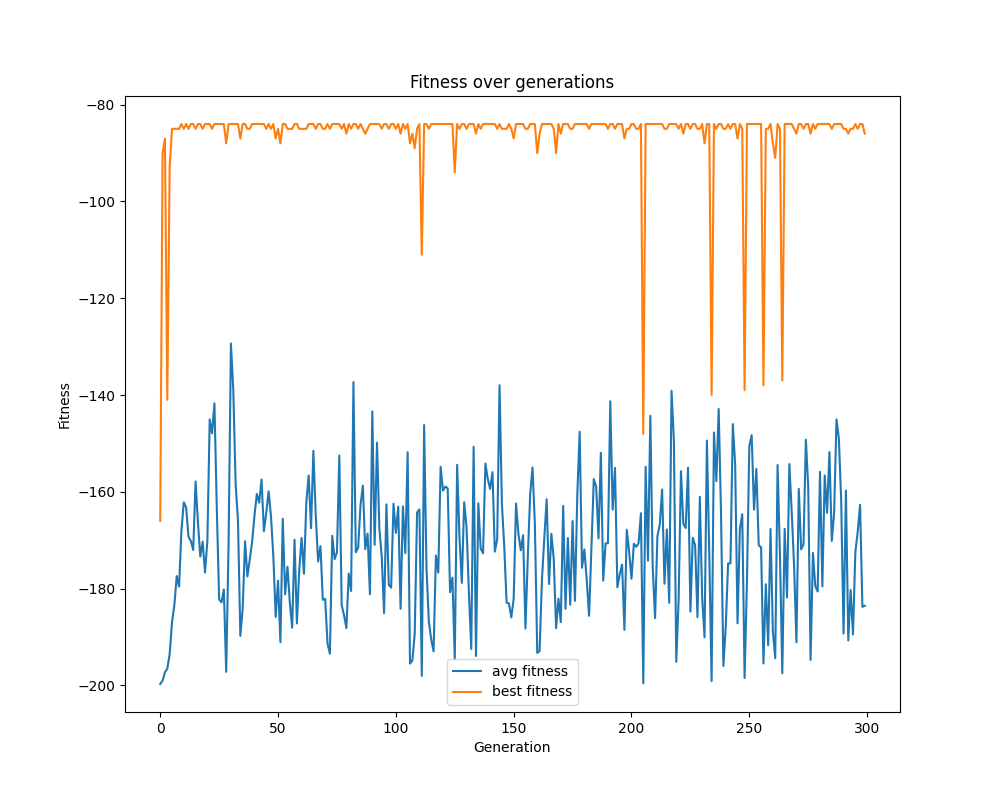 Fitness over generations
−80
−100
−120
−140
−160
−180
−200
Fitness
0 50 100 150 200 250 300
Generation
avg fitness
best fitness